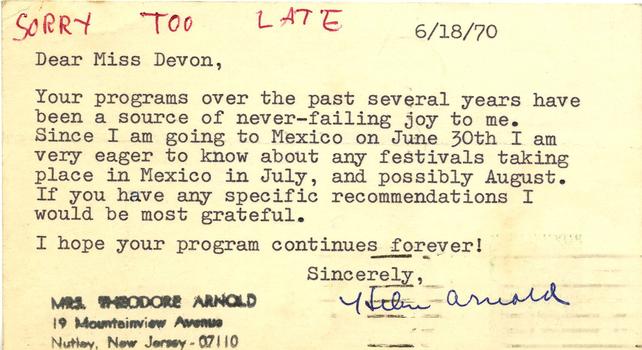 SORRY TOO LATE
6/18/70
Dear Miss Devon,
Your programs over the past several years have
been a source of never-failing joy to me.
Since I am going to Mexico on June 30th I am
very eager to know about any festivals taking
place in Mexico in July, and possibly August.
If you have any specific recommendations I
would be most grateful.
I hope your program continues forever!
Sincerely,
Helen Arnold
MRS. THEODORE ARNOLD
19 Mountainview Avenue
Nutley, New Jersey - 07110